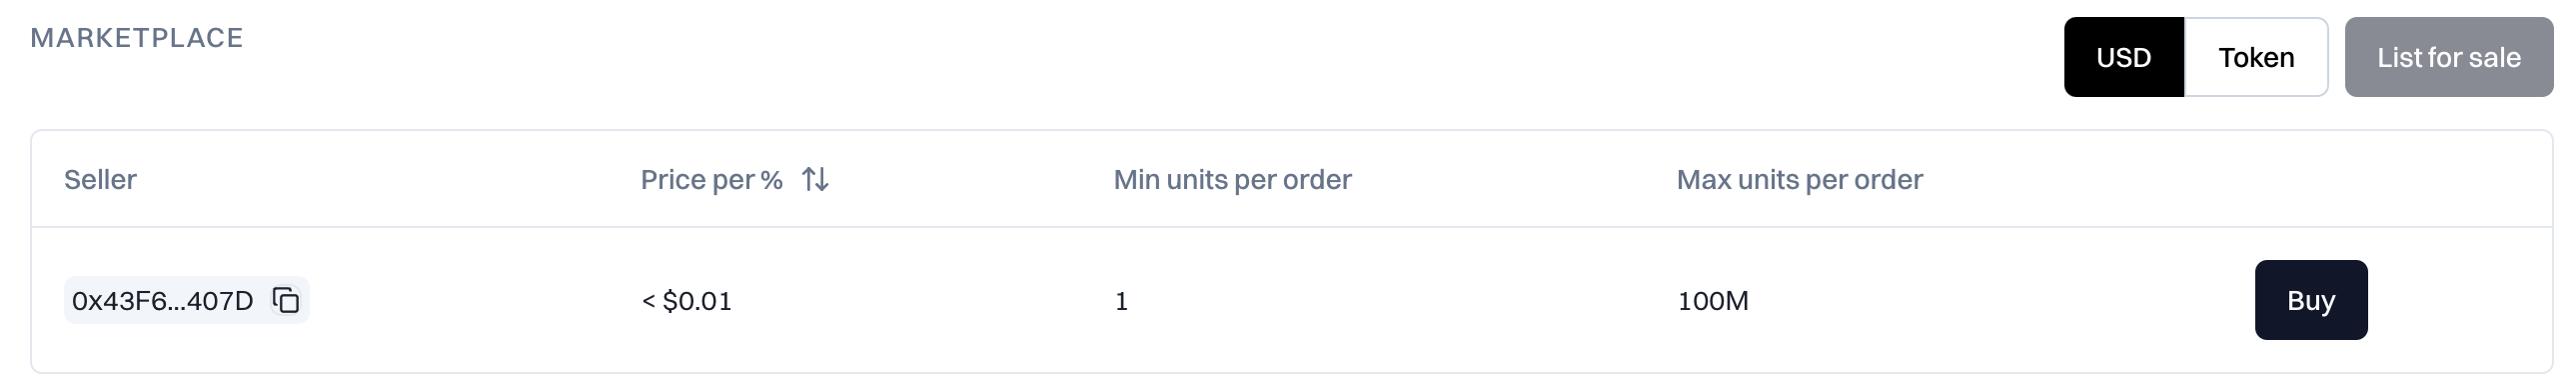 MARKETPLACE
USD Token List for sale
Seller Price per % Min units per order Max units per order
0x43F6...407D < $0.01 1 100M Buy